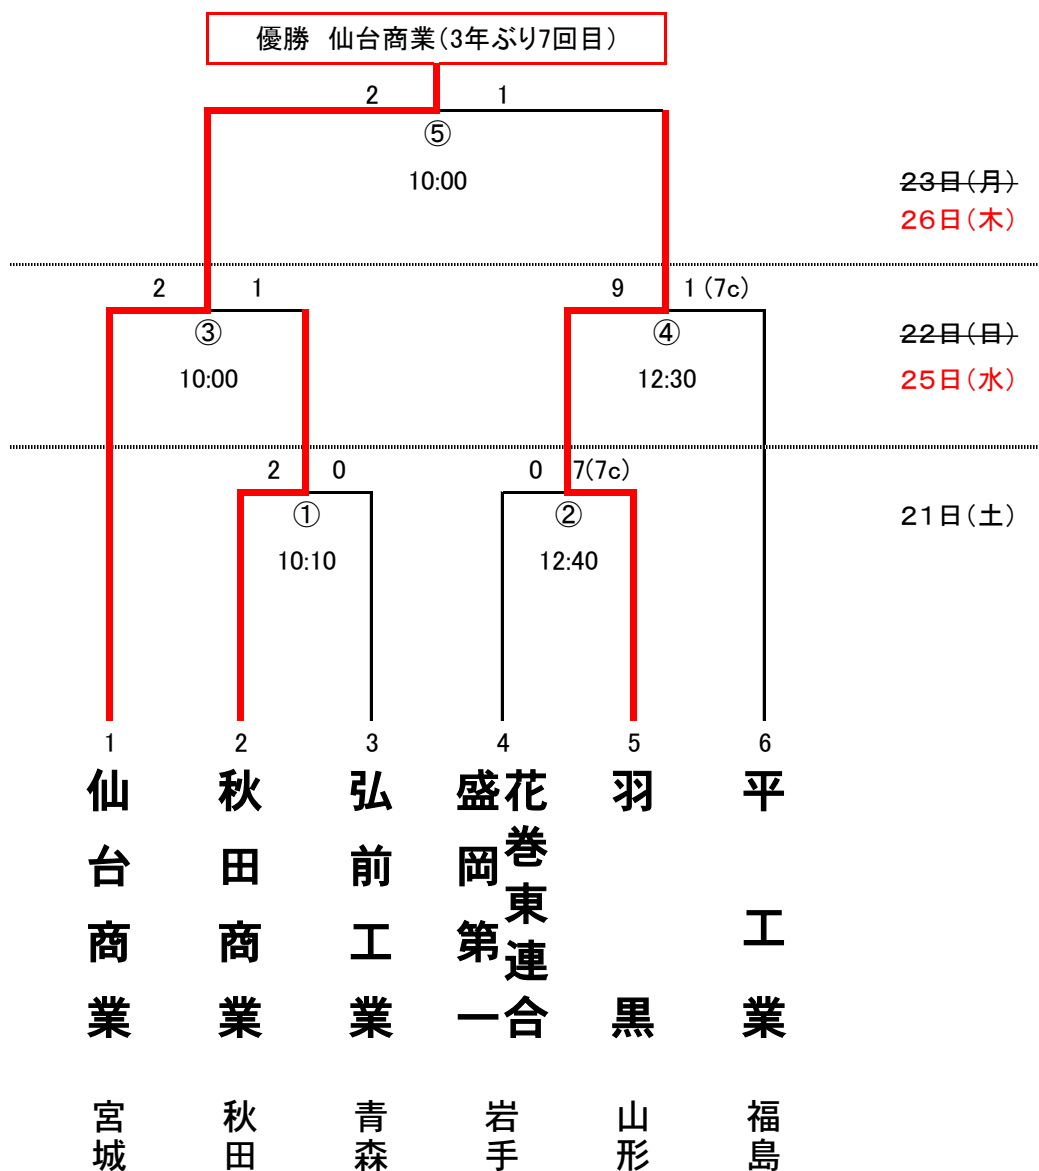 優勝 仙台商業(3年ぶり7回目)
2 1
⑤
10:00
23日(月)
26日(木)
2 1 9 1 (7c)
③ ④
22日(日)
10:00 12:30
25日(水)
2 0 0 7(7c)
① ②
21日(土)
10:10 12:40
1 2 3 4 5 6
仙台商業
秋田商業
弘前工業
盛岡第一
花巻東連合
羽黒
平工業
宮城
秋田
青森
岩手
山形
福島